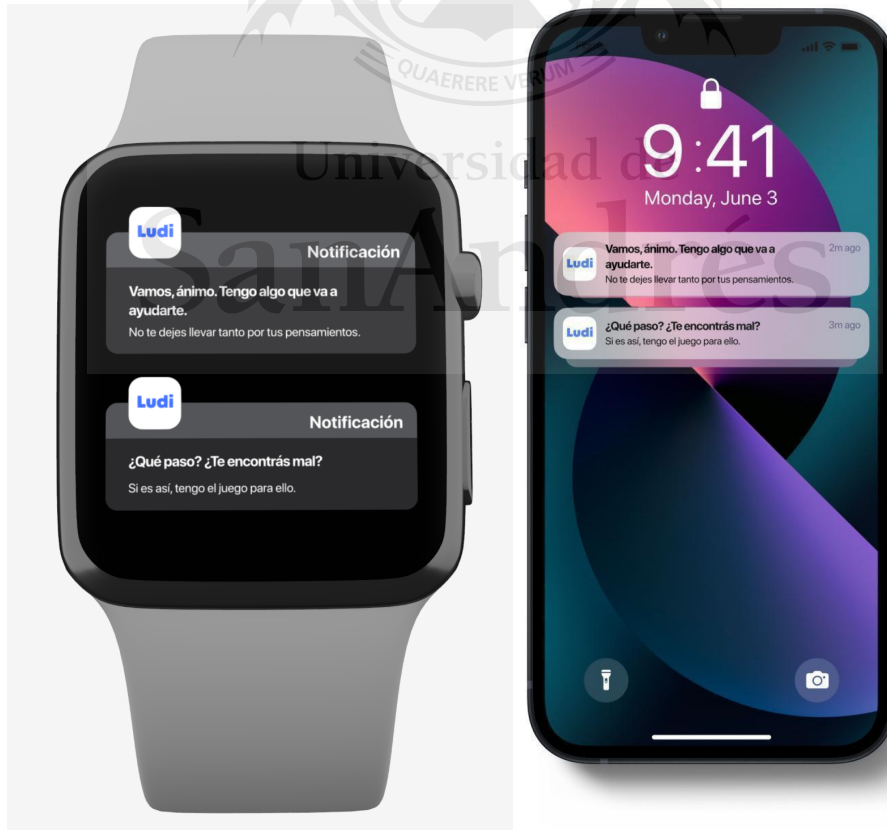 QUAERERE VERUM
Universidad de
SanAndrés
Ludi
Notificación
Vamos, ánimo. Tengo algo que va a
ayudarte.
No te dejes llevar tanto por tus pensamientos.
Ludi
Notificación
¿Qué paso? ¿Te encontrás mal?
Si es así, tengo el juego para ello.
9:41
Monday, June 3
Ludi
Vamos, ánimo. Tengo algo que va a
ayudarte.
2m ago
No te dejes llevar tanto por tus pensamientos.
Ludi
¿Qué paso? ¿Te encontrás mal?
3m ago
Si es así, tengo el juego para ello.